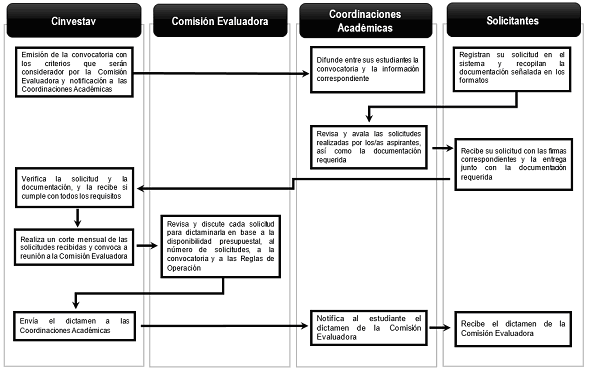 Cinvestav
Comisión Evaluadora
Coordinaciones
Académicas
Solicitantes
Emisión de la convocatoria con
los criterios que serán
considerador por la Comisión
Evaluadora y notificación a las
Coordinaciones Académicas
Difunde entre sus estudiantes la
convocatoria y la información
correspondiente
Registran su solicitud en el
sistema y recopilan la
documentación señalada en los
formatos
Revisa y avala las solicitudes
realizadas por los/as aspirantes,
así como la documentación
requerida
Recibe su solicitud con las firmas
correspondientes y la entrega
junto con la documentación
requerida
Verifica la solicitud y la
documentación, y la recibe si
cumple con todos los requisitos
Realiza un corte mensual de las
solicitudes recibidas y convoca a
reunión a la Comisión Evaluadora
Revisa y discute cada solicitud
para dictaminarla en base a la
disponibilidad presupuestal, al
número de solicitudes, a la
convocatoria y a las Reglas de
Operación
Envía el dictamen a las
Coordinaciones Académicas
Notifica al estudiante el
dictamen de la Comisión
Evaluadora
Recibe el dictamen de la
Comisión Evaluadora